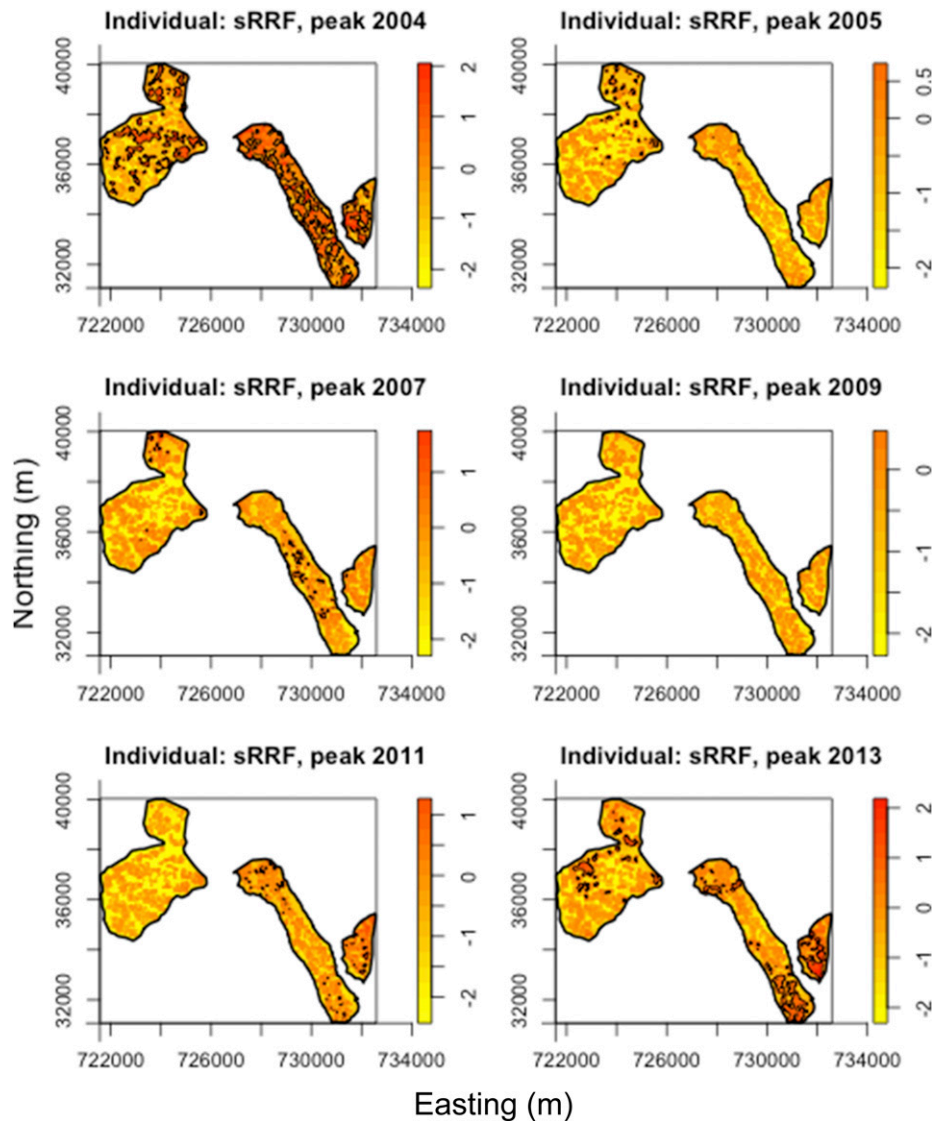 Individual: sRRF, peak 2004
Individual: sRRF, peak 2005
32000 36000 40000
-2 -1 0 1 2
722000 726000 730000 734000
32000 36000 40000
-2 -1 0 0.5
722000 726000 730000 734000
Individual: sRRF, peak 2007
Individual: sRRF, peak 2009
Northing (m)
32000 36000 40000
-2 -1 0 1
722000 726000 730000 734000
32000 36000 40000
-2 -1 0
722000 726000 730000 734000
Individual: sRRF, peak 2011
Individual: sRRF, peak 2013
32000 36000 40000
-2 -1 0 1
722000 726000 730000 734000
32000 36000 40000
-2 -1 0 1 2
722000 726000 730000 734000
Easting (m)